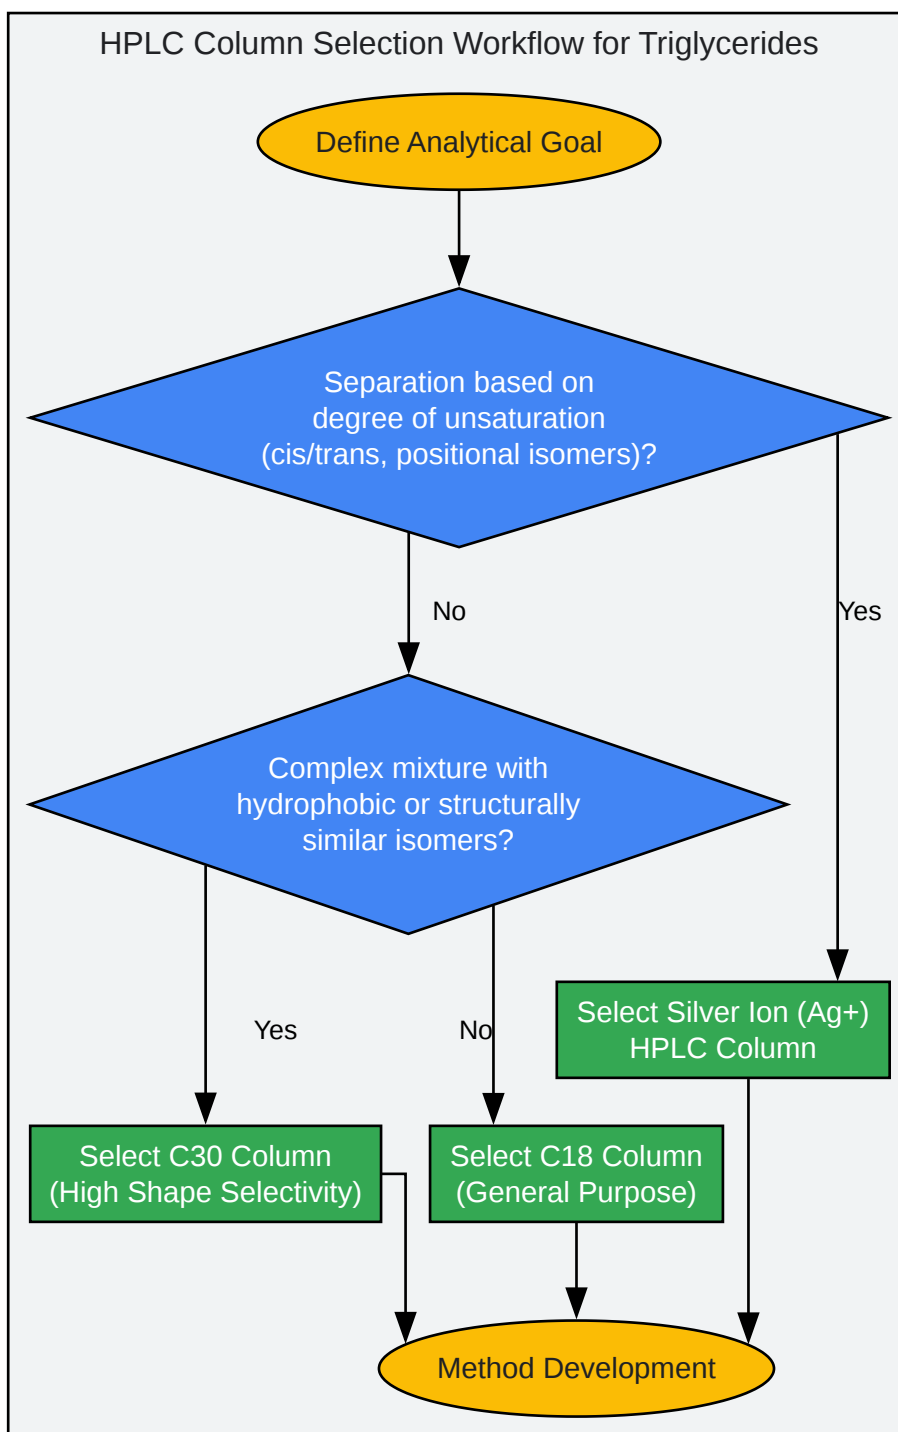 HPLC Column Selection Workflow for Triglycerides
Define Analytical Goal
Separation based on
degree of unsaturation
(cis/trans, positional isomers)?
No
Yes
Complex mixture with
hydrophobic or structurally
similar isomers?
Yes
No
Select Silver Ion (Ag+)
HPLC Column
Select C30 Column
(High Shape Selectivity)
Select C18 Column
(General Purpose)
Method Development